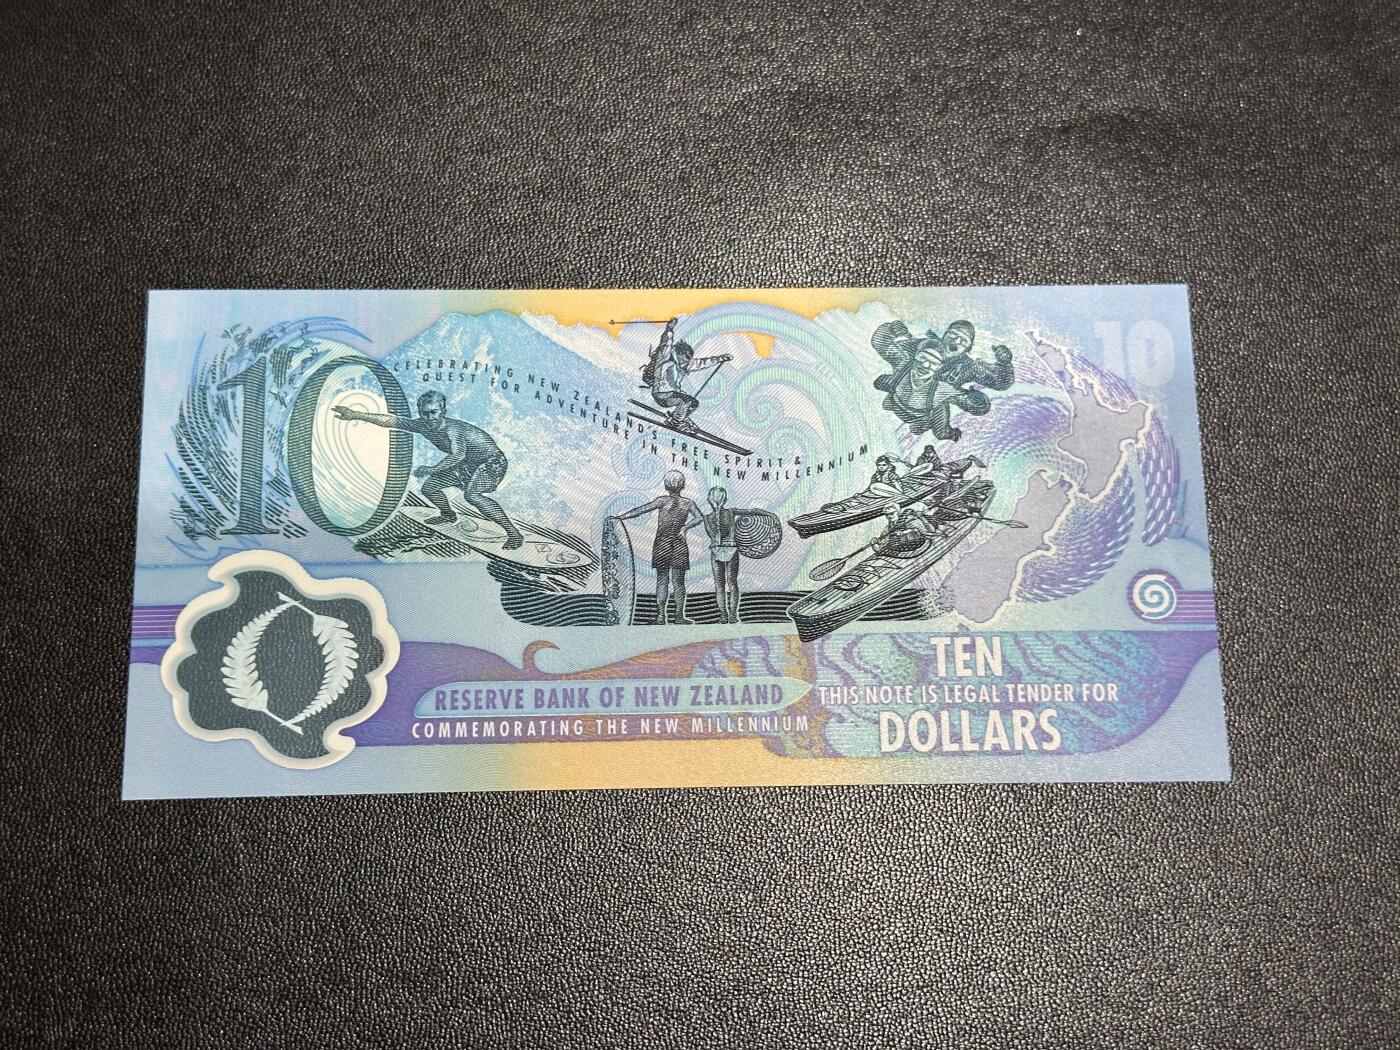 10
10
CELEBRATING NEW ZEALAND'S FREE SPIRIT &
QUEST FOR ADVENTURE IN THE NEW MILLENNIUM
RESERVE BANK OF NEW ZEALAND
COMMEMORATING THE NEW MILLENNIUM
TEN
THIS NOTE IS LEGAL TENDER FOR
DOLLARS